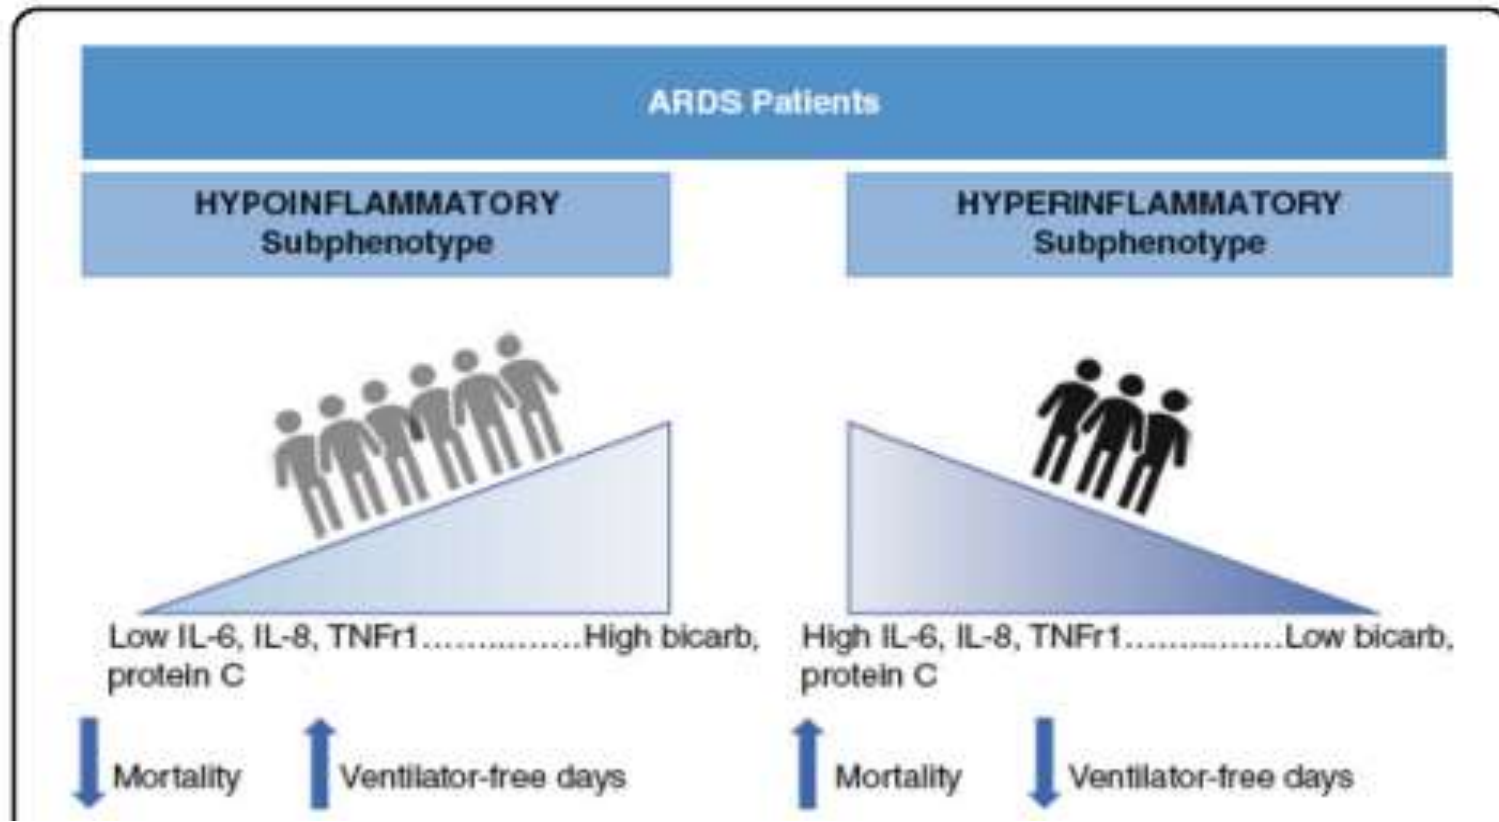 ARDS Patients
HYPOINFLAMMATORY
Subphenotype
HYPERINFLAMMATORY
Subphenotype
Low IL-6, IL-8, TNFr1..................High bicarb,
protein C
High IL-6, IL-8, TNFr1..................Low bicarb,
protein C
Mortality
Ventilator-free days
Mortality
Ventilator-free days